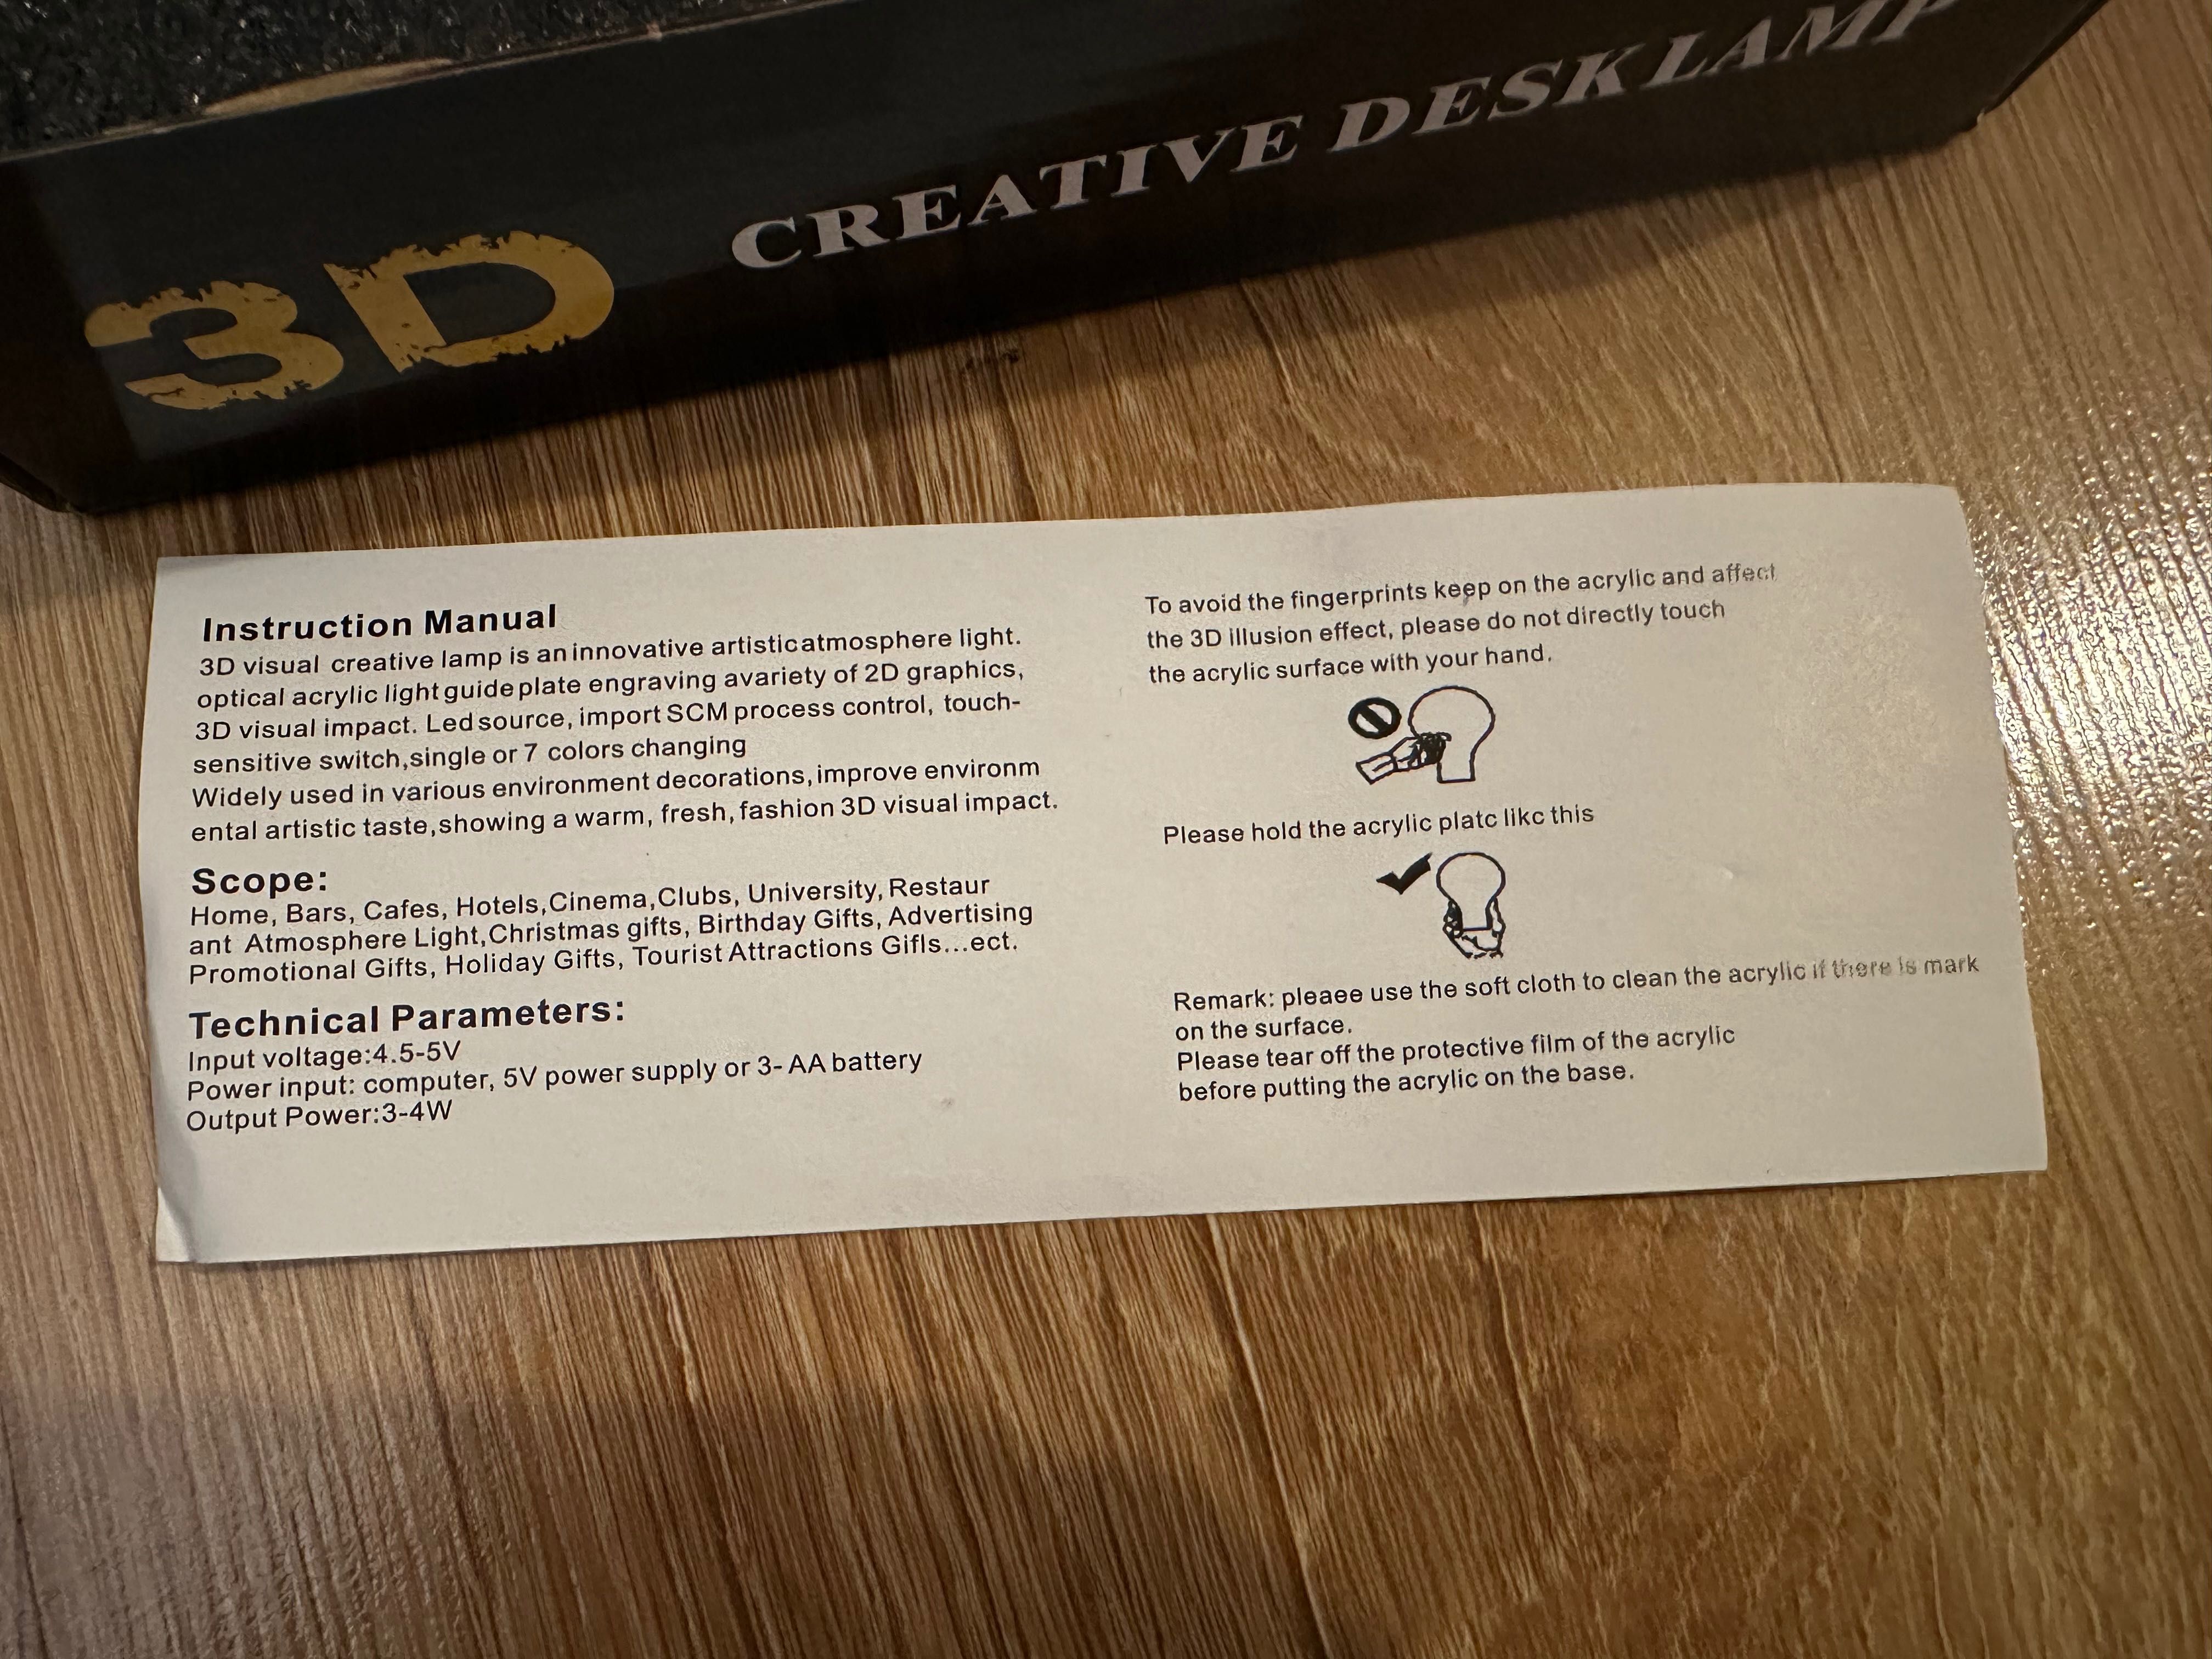 3D CREATIVE DESKLAMP
Instruction Manual
3D visual creative lamp is an innovative artistic atmosphere light.
optical acrylic light guide plate engraving avariety of 2D graphics,
3D visual impact. Led source, import SCM process control, touch-
sensitive switch,single or 7 colors changing
Widely used in various environment decorations,improve environm
ental artistic taste,showing a warm, fresh,fashion 3D visual impact.
Scope:
Home, Bars, Cafes, Hotels,Cinema,Clubs, University,Restaur
ant Atmosphere Light,Christmas gifts, Birthday Gifts, Advertising
Promotional Gifts, Holiday Gifts, Tourist Attractions Gifls...ect.
Technical Parameters:
Input voltage:4.5-5V
Power input: computer, 5V power supply or 3- AA battery
Output Power:3-4W
To avoid the fingerprints keep on the acrylic and affect
the 3D illusion effect, please do not directly touch
the acrylic surface with your hand.
Please hold the acrylic platc likc this
Remark: pleaee use the soft cloth to clean the acrylic if there is mark
on the surface.
Please tear off the protective film of the acrylic
before putting the acrylic on the base.